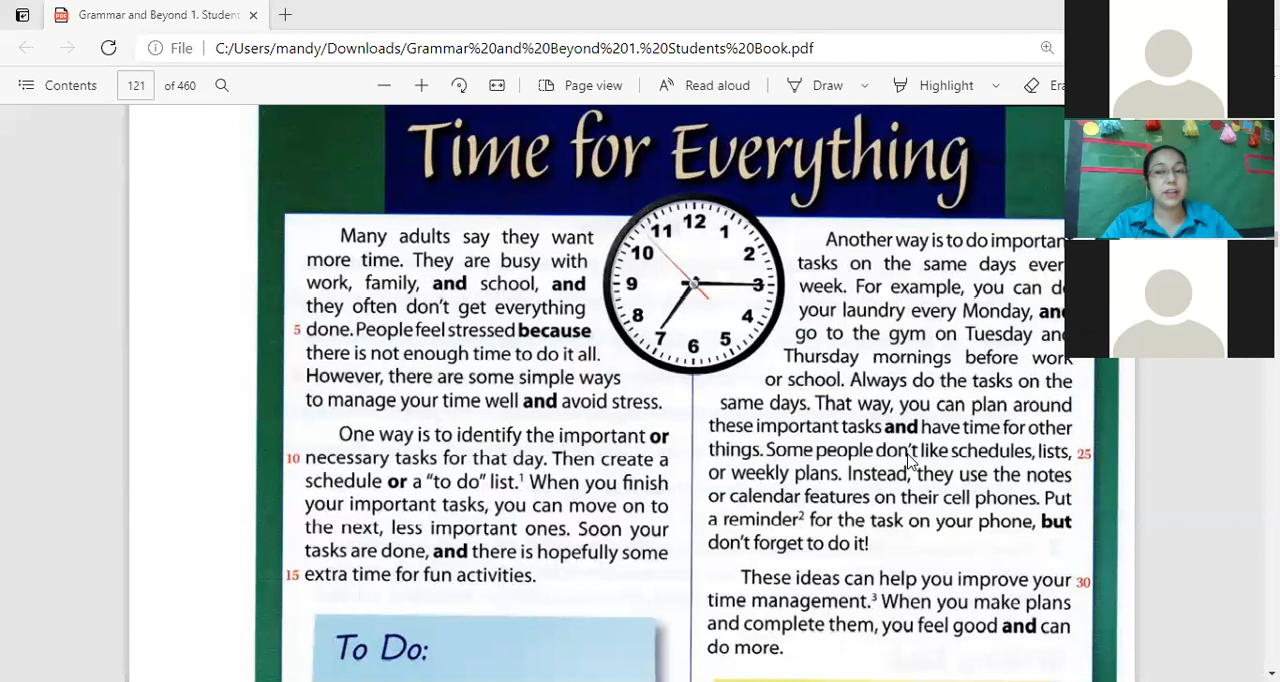 Grammar and Beyond 1. Student
File
C:/Users/mandy/Downloads/Grammar%20and%20Beyond%201.%20Students%20Book.pdf
Contents
121
of 460
Page view
Read aloud
Draw
Highlight
Era
Time for Everything
12
1
2
3
4
5
6
7
8
9
10
11
Many adults say they want
more time. They are busy with
work, family, and school, and
they often don't get everything
5 done. People feel stressed because
there is not enough time to do it all.
However, there are some simple ways
to manage your time well and avoid stress.
One way is to identify the important or
10 necessary tasks for that day. Then create a
schedule or a "to do" list.1 When you finish
your important tasks, you can move on to
the next, less important ones. Soon your
tasks are done, and there is hopefully some
15 extra time for fun activities.
To Do:
Another way is to do importan
tasks on the same days ever
week. For example, you can d
your laundry every Monday, an
go to the gym on Tuesday and
Thursday mornings before work
or school. Always do the tasks on the
same days. That way, you can plan around
these important tasks and have time for other
things. Some people don't like schedules, lists, 25
or weekly plans. Instead, they use the notes
or calendar features on their cell phones. Put
a reminder2 for the task on your phone, but
don't forget to do it!
These ideas can help you improve your 30
time management.3 When you make plans
and complete them, you feel good and can
do more.